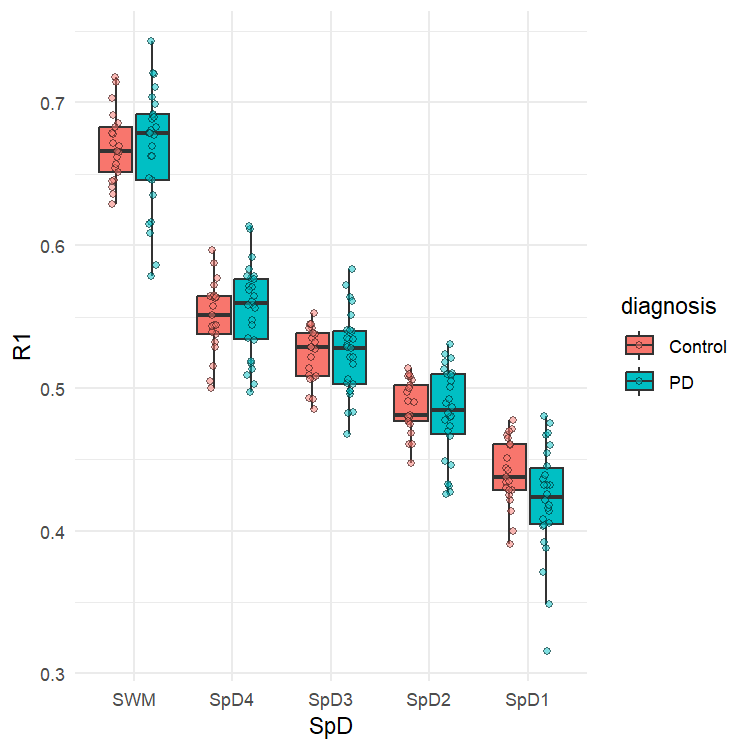 R1
0.7
0.6
0.5
0.4
0.3
SWM SpD4 SpD3 SpD2 SpD1
SpD
diagnosis
Control
PD